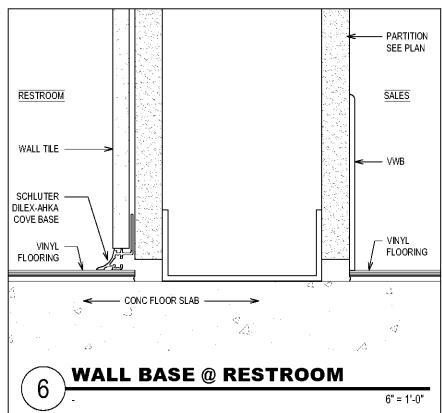 PARTITION
SEE PLAN
RESTROOM
SALES
WALL TILE
VWB
SCHLUTER
DILEX-AHKA
COVE BASE
VINYL
FLOORING
VINYL
FLOORING
CONC FLOOR SLAB
6
WALL BASE @ RESTROOM
-
6" = 1'-0"